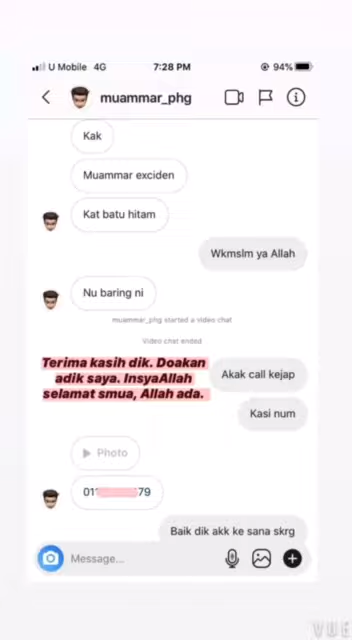 U Mobile 4G 7:28 PM 94%
muammar_phg
Kak
Muammar exciden
Kat batu hitam
Wkmslm ya Allah
Nu baring ni
muammar_phg started a video chat
Video chat ended
Terima kasih dik. Doakan
adik saya. InsyaAllah
selamat smua, Allah ada.
Akak call kejap
Kasi num
Photo
01 79
Baik dik akk ke sana skrg
Message...
VUE